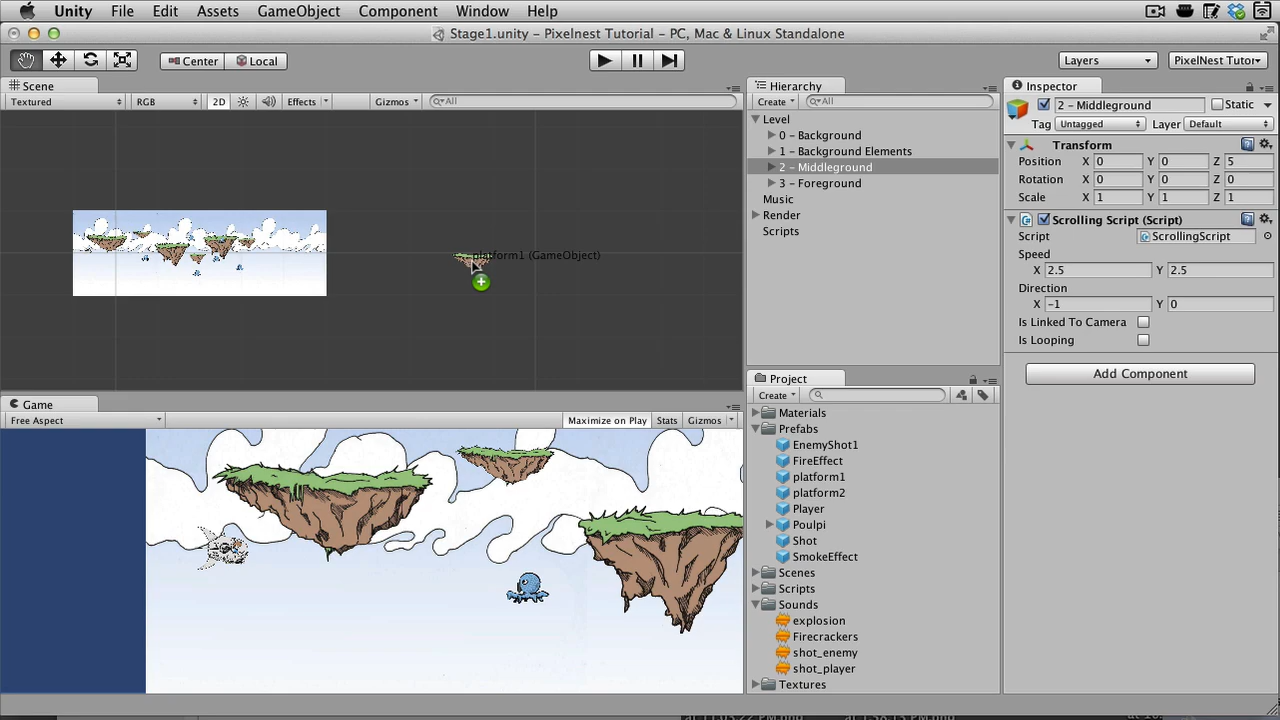 Unity File Edit Assets GameObject Component Window Help
Stage1.unity - Pixelnest Tutorial - PC, Mac & Linux Standalone
Center Local Layers PixelNest Tutor
Scene
Textured RGB 2D Effects Gizmos All
platform1 (GameObject)
Game
Free Aspect Maximize on Play Stats Gizmos
Hierarchy
Create All
Level
0 - Background
1 - Background Elements
2 - Middleground
3 - Foreground
Music
Render
Scripts
Project
Create
Materials
Prefabs
EnemyShot1
FireEffect
platform1
platform2
Player
Poulpi
Shot
SmokeEffect
Scenes
Scripts
Sounds
explosion
Firecrackers
shot_enemy
shot_player
Textures
Inspector
2 - Middleground Static
Tag Untagged Layer Default
Transform
Position X 0 Y 0 Z 5
Rotation X 0 Y 0 Z 0
Scale X 1 Y 1 Z 1
Scrolling Script (Script)
Script ScrollingScript
Speed
X 2.5 Y 2.5
Direction
X -1 Y 0
Is Linked To Camera
Is Looping
Add Component